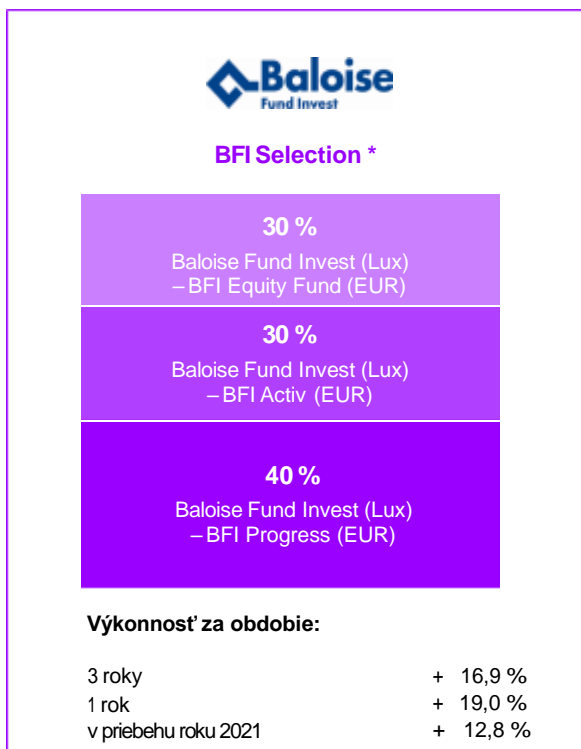 Baloise
Fund Invest
BFI Selection *
30 %
Baloise Fund Invest (Lux)
– BFI Equity Fund (EUR)
30 %
Baloise Fund Invest (Lux)
– BFI Activ (EUR)
40 %
Baloise Fund Invest (Lux)
– BFI Progress (EUR)
Výkonnosť za obdobie:
3 roky + 16,9 %
1 rok + 19,0 %
v priebehu roku 2021 + 12,8 %